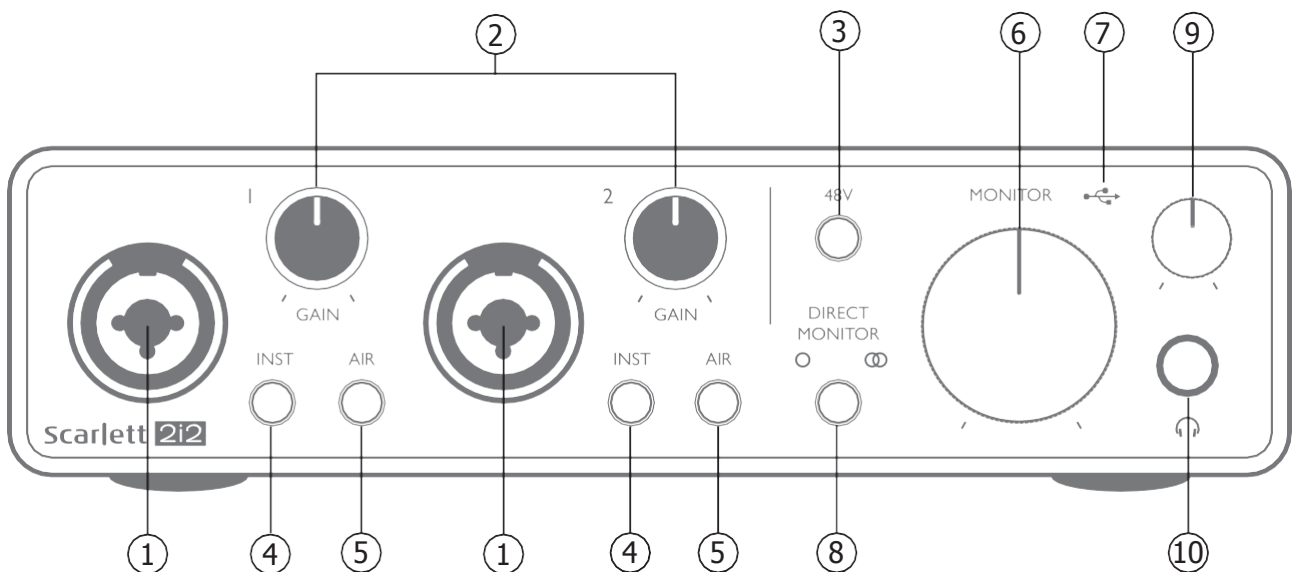 2
3
6
7
9
1
2
48V
MONITOR
GAIN
GAIN
DIRECT
MONITOR
INST
AIR
INST
AIR
Scarlett 2i2
1
4
5
1
4
5
8
10